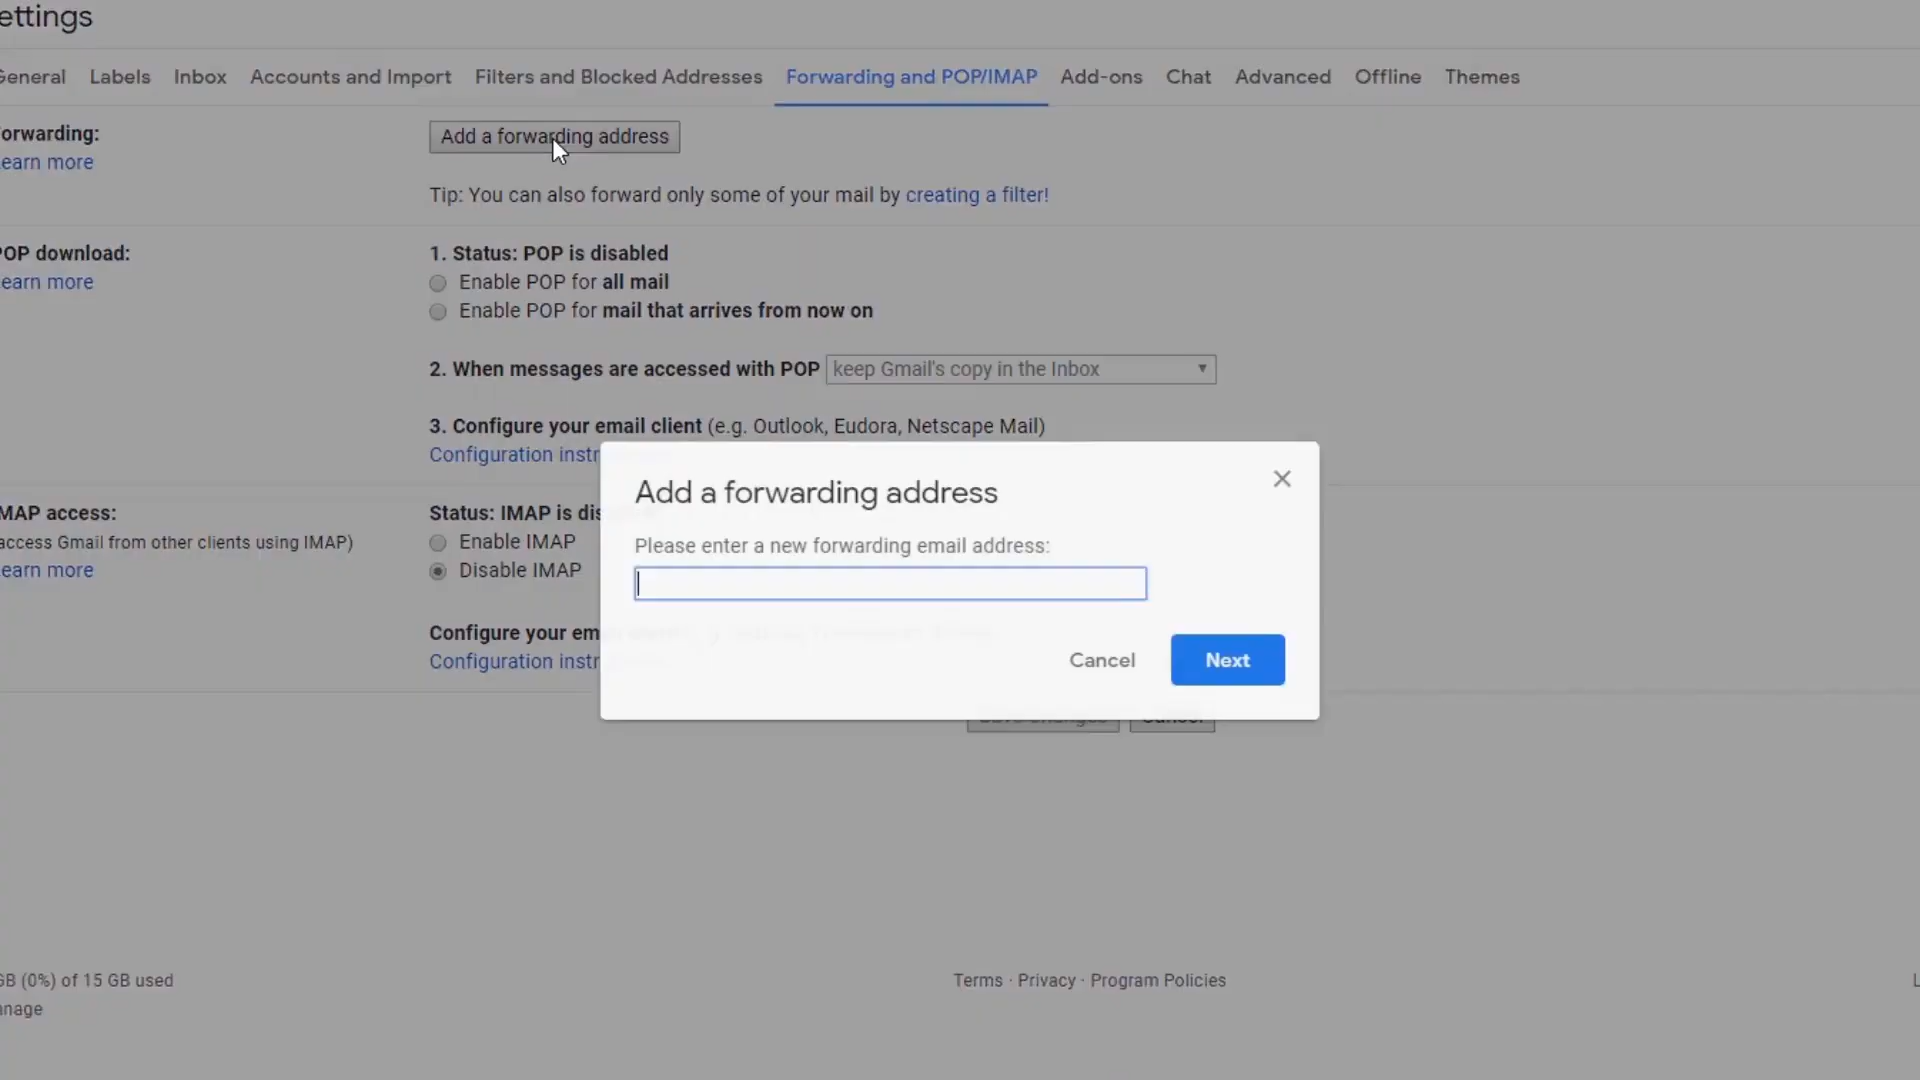 ettings
General Labels Inbox Accounts and Import Filters and Blocked Addresses Forwarding and POP/IMAP Add-ons Chat Advanced Offline Themes
orwarding:
earn more
Add a forwarding address
Tip: You can also forward only some of your mail by creating a filter!
POP download:
earn more
1. Status: POP is disabled
Enable POP for all mail
Enable POP for mail that arrives from now on
2. When messages are accessed with POP keep Gmail's copy in the Inbox
3. Configure your email client (e.g. Outlook, Eudora, Netscape Mail)
Configuration instr
MAP access:
access Gmail from other clients using IMAP)
earn more
Status: IMAP is dis
Enable IMAP
Disable IMAP
Configure your em
Configuration instr
Add a forwarding address
Please enter a new forwarding email address:
Cancel Next
Save Changes Cancel
GB (0%) of 15 GB used
anage
Terms · Privacy · Program Policies
L